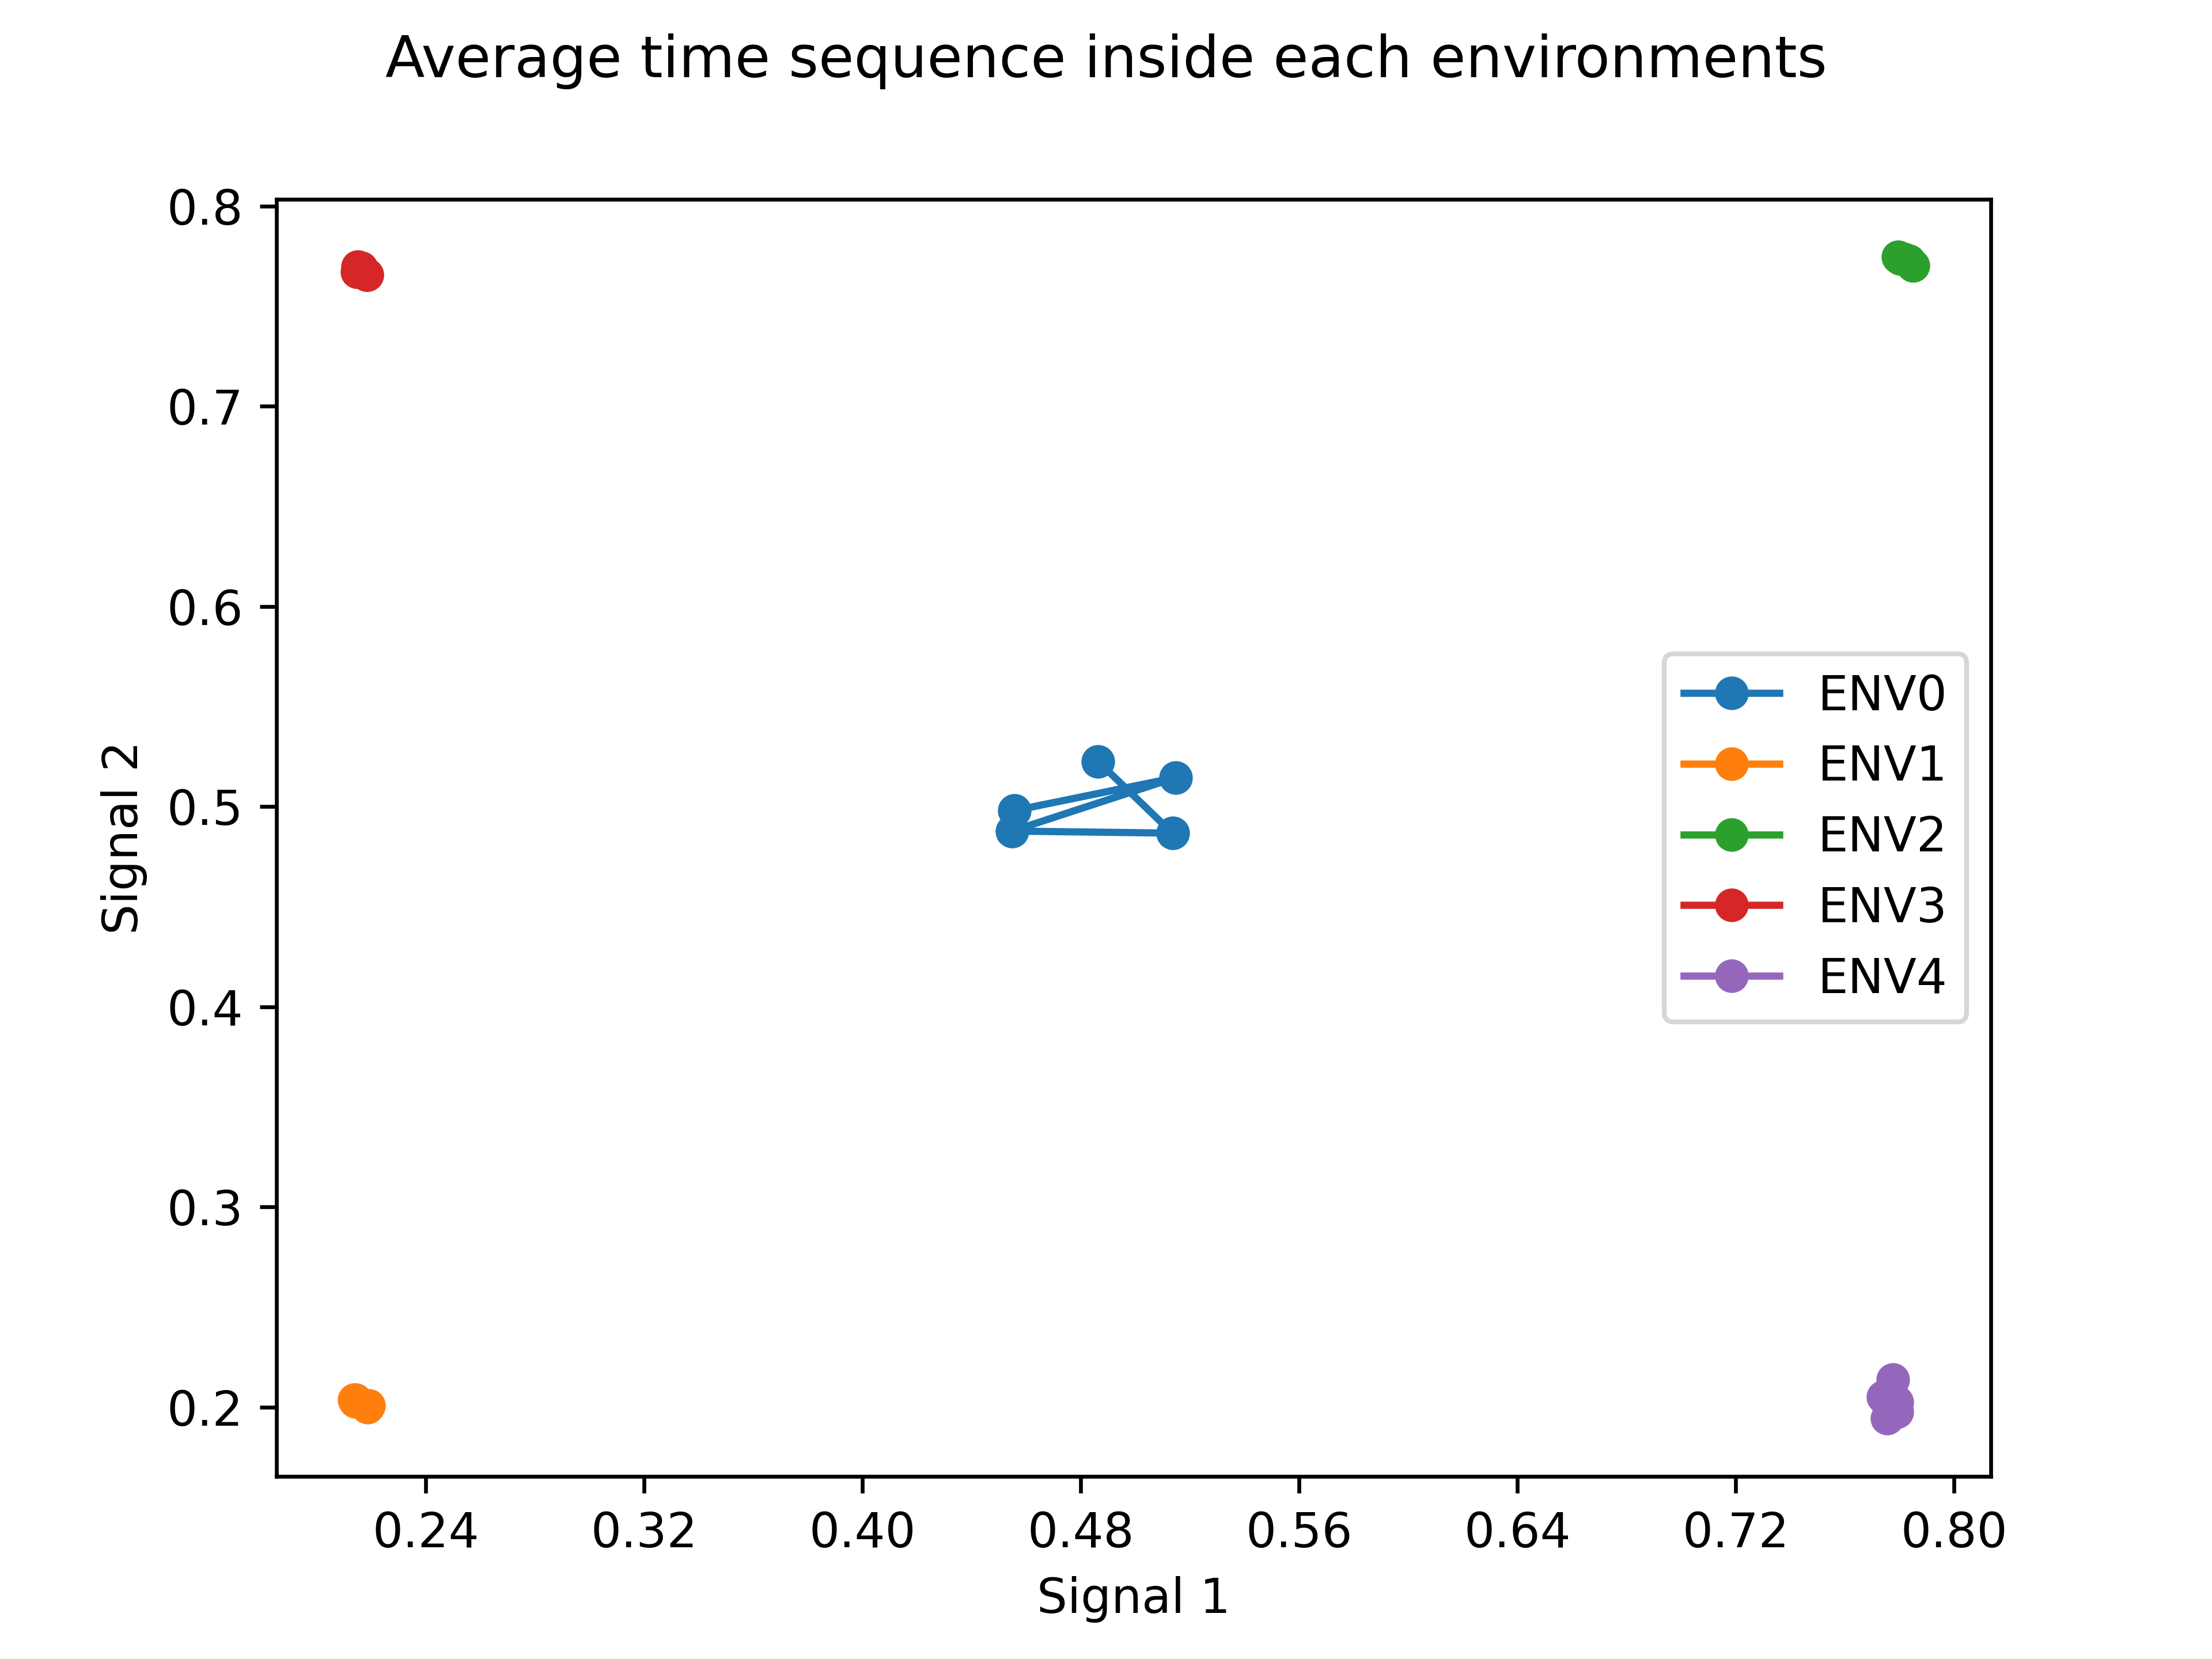 Average time sequence inside each environments
0.8
0.7
0.6
0.5
0.4
0.3
0.2
Signal 2
ENV0
ENV1
ENV2
ENV3
ENV4
0.24 0.32 0.40 0.48 0.56 0.64 0.72 0.80
Signal 1